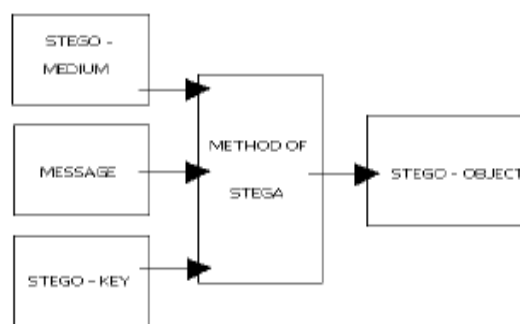 STEGO -
MEDIUM
MESSAGE
STEGO - KEY
METHOD OF
STEGA
STEGO - OBJECT